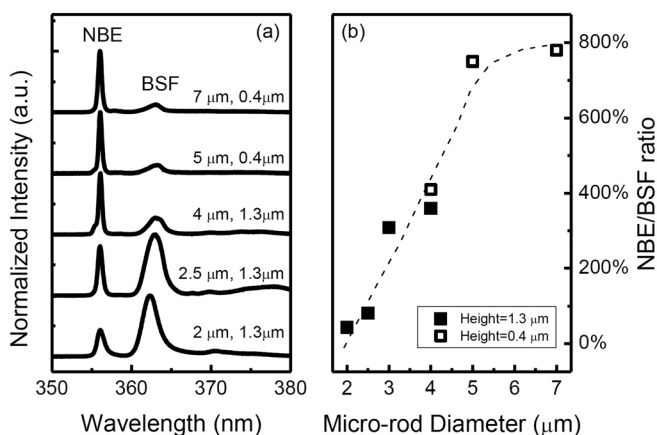 (a)
NBE
BSF
7 μm, 0.4μm
5 μm, 0.4μm
4 μm, 1.3μm
2.5 μm, 1.3μm
2 μm, 1.3μm
Normalized Intensity (a.u.)
350 360 370 380
Wavelength (nm)
(b)
800%
600%
400%
200%
0%
NBE/BSF ratio
Height=1.3 μm
Height=0.4 μm
2 3 4 5 6 7
Micro-rod Diameter (μm)